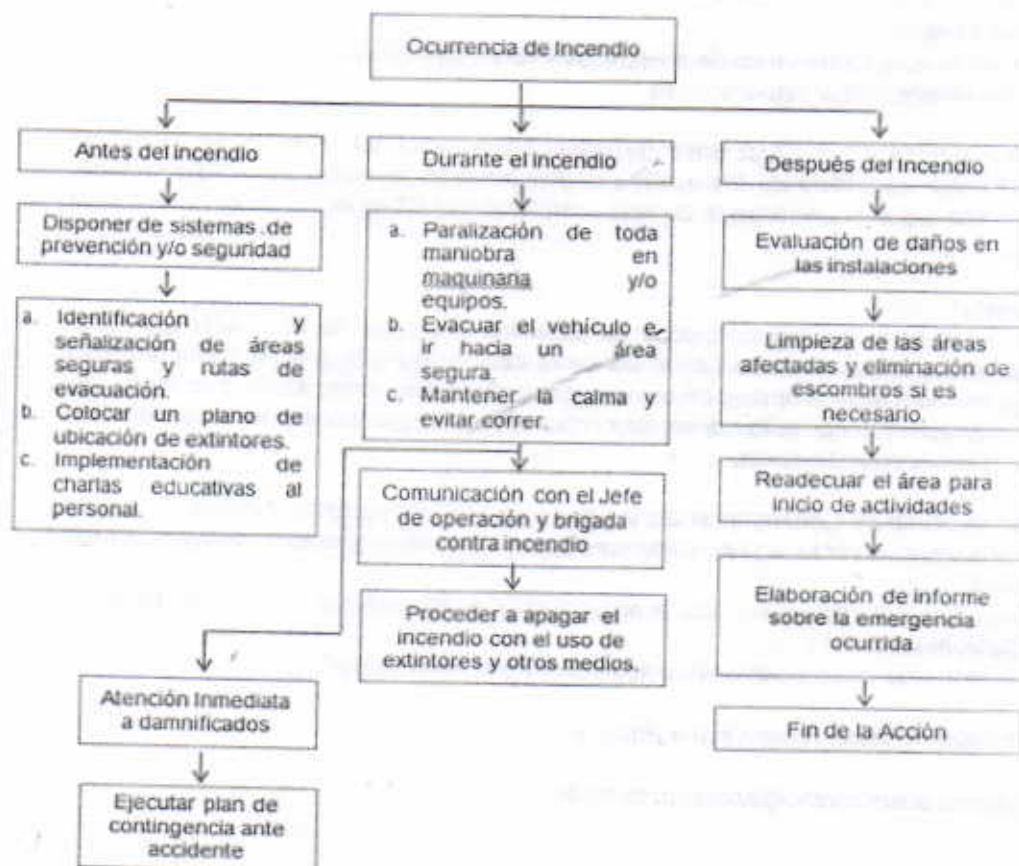 Ocurrencia de Incendio
Antes del Incendio
Disponer de sistemas de
prevención y/o seguridad
a. Identificación y
señalización de áreas
seguras y rutas de
evacuación.
b. Colocar un plano de
ubicación de extintores.
c. Implementación de
charlas educativas al
personal.
Durante el Incendio
a. Paralización de toda
maniobra en
maquinaria y/o
equipos.
b. Evacuar el vehículo e
ir hacia un área
segura.
c. Mantener la calma y
evitar correr.
Comunicación con el Jefe
de operación y brigada
contra incendio
Proceder a apagar el
incendio con el uso de
extintores y otros medios.
Atención Inmediata
a damnificados
Ejecutar plan de
contingencia ante
accidente
Después del Incendio
Evaluación de daños en
las instalaciones
Limpieza de las áreas
afectadas y eliminación de
escombros si es
necesario.
Readecuar el área para
inicio de actividades
Elaboración de informe
sobre la emergencia
ocurrida
Fin de la Acción